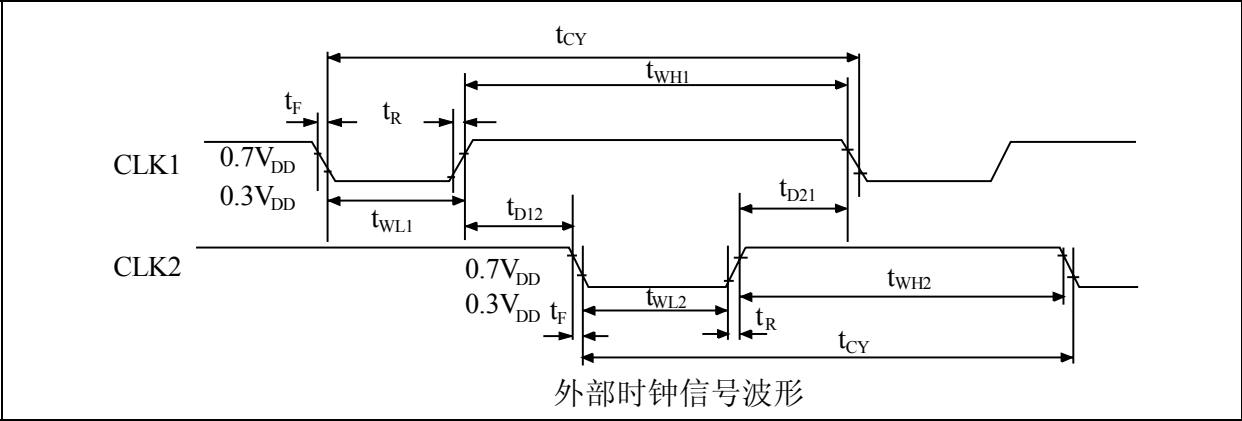 tCY
tWH1
tF
tR
CLK1
0.7VDD
0.3VDD
tWL1
tD12
tD21
CLK2
0.7VDD
0.3VDD
tF
tWL2
tR
tWH2
tCY
外部时钟信号波形